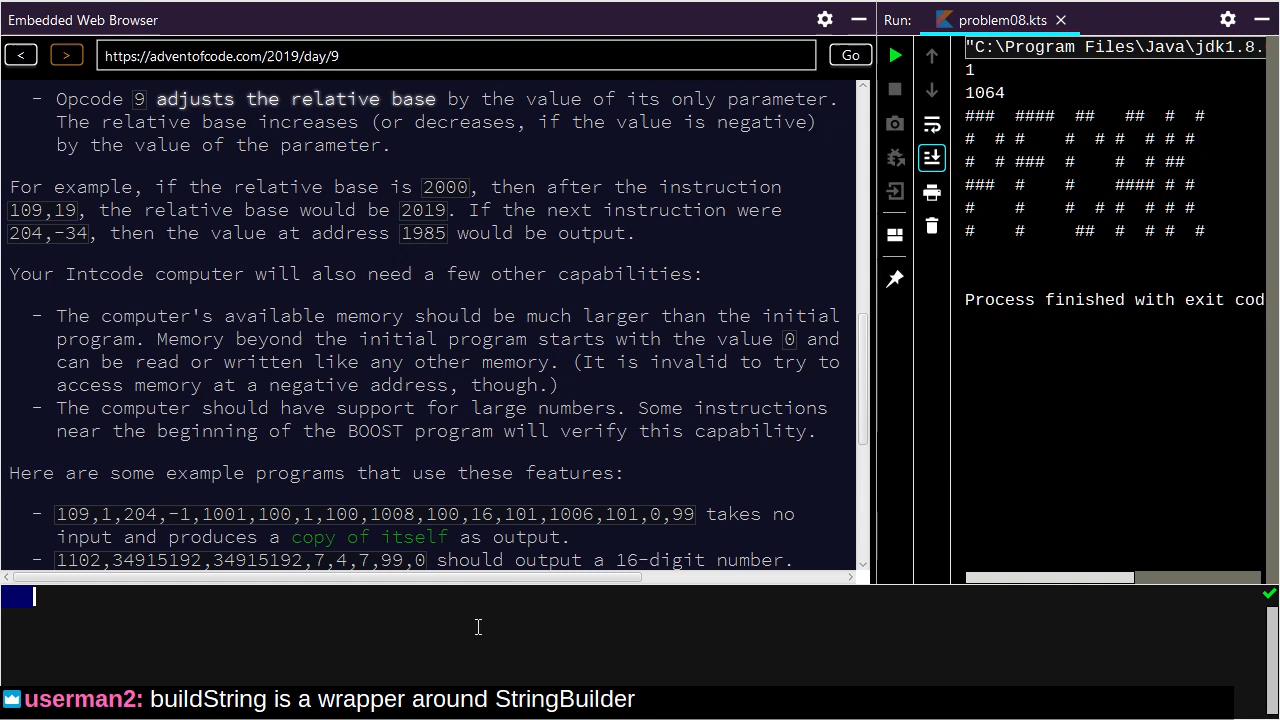 Embedded Web Browser
Run: problem08.kts
< > https://adventofcode.com/2019/day/9 Go
- Opcode 9 adjusts the relative base by the value of its only parameter.
The relative base increases (or decreases, if the value is negative)
by the value of the parameter.
For example, if the relative base is 2000, then after the instruction
109,19, the relative base would be 2019. If the next instruction were
204,-34, then the value at address 1985 would be output.
Your Intcode computer will also need a few other capabilities:
- The computer's available memory should be much larger than the initial
program. Memory beyond the initial program starts with the value 0 and
can be read or written like any other memory. (It is invalid to try to
access memory at a negative address, though.)
- The computer should have support for large numbers. Some instructions
near the beginning of the BOOST program will verify this capability.
Here are some example programs that use these features:
- 109,1,204,-1,1001,100,1,100,1008,100,16,101,1006,101,0,99 takes no
input and produces a copy of itself as output.
- 1102,34915192,34915192,7,4,7,99,0 should output a 16-digit number.
"C:\Program Files\Java\jdk1.8.
1
1064
###  ####  ##   ##  #  #
#  # #     #  # #  # # #
#  # ###   #    #  # ##
###  #    #    #### # #
#    #    #  # #  # # #
#    #     ##  #  # #  #
Process finished with exit cod
userman2: buildString is a wrapper around StringBuilder